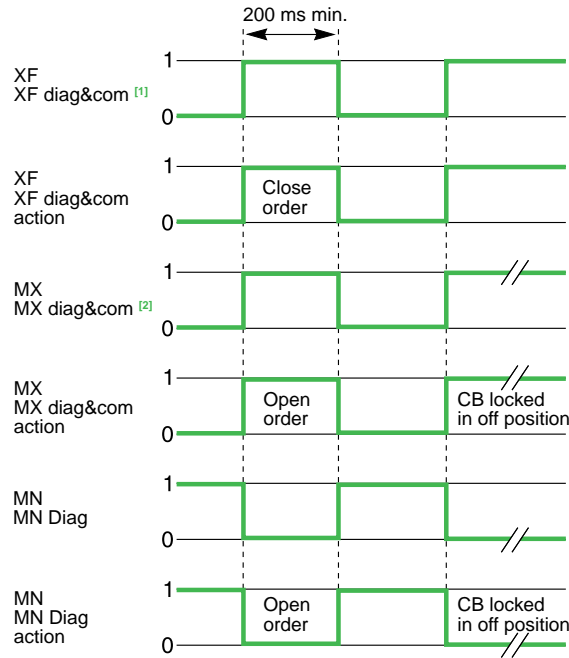 200 ms min.
1
XF
XF diag&com [1]
0
1
XF
XF diag&com
action
Close
order
0
1
MX
MX diag&com [2]
0
1
MX
MX diag&com
action
Open
order
CB locked
in off position
0
1
MN
MN Diag
0
1
MN
MN Diag
action
Open
order
CB locked
in off position
0